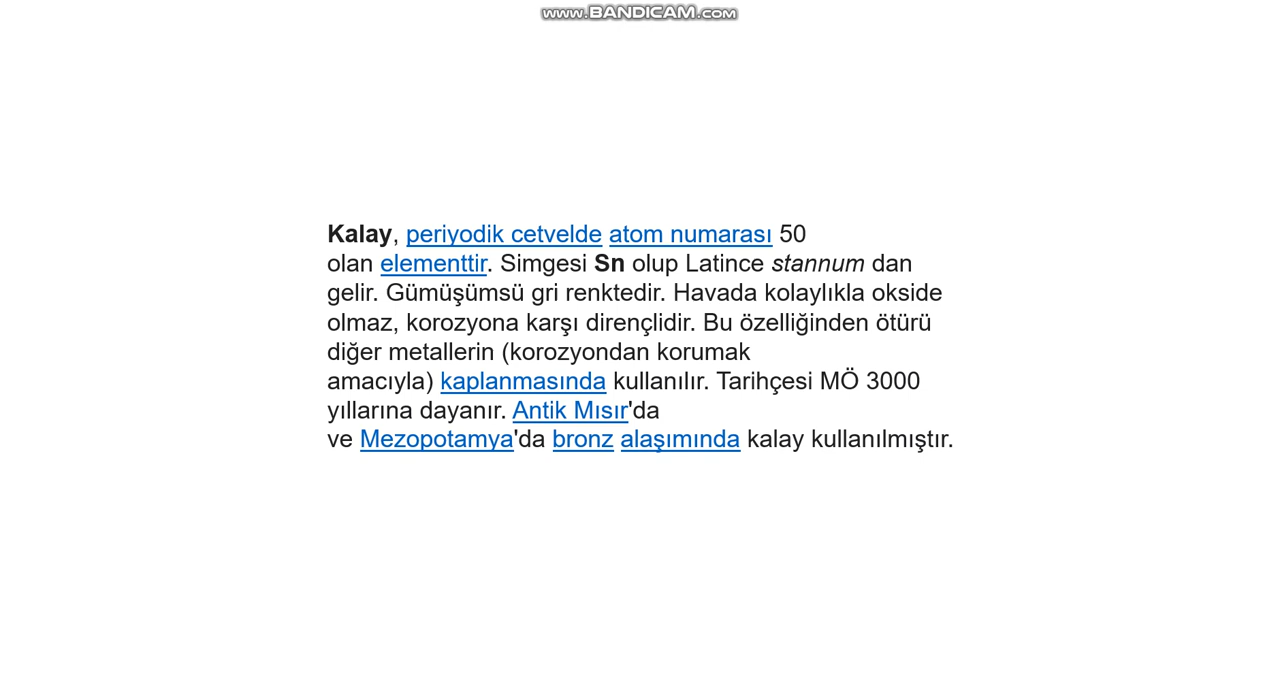 www.BANDICAM.com
Kalay, periyodik cetvelde atom numarası 50
olan elementtir. Simgesi Sn olup Latince stannum dan
gelir. Gümüşümsü gri renktedir. Havada kolaylıkla okside
olmaz, korozyona karşı dirençlidir. Bu özelliğinden ötürü
diğer metallerin (korozyondan korumak
amacıyla) kaplanmasında kullanılır. Tarihçesi MÖ 3000
yıllarına dayanır. Antik Mısır'da
ve Mezopotamya'da bronz alaşımında kalay kullanılmıştır.